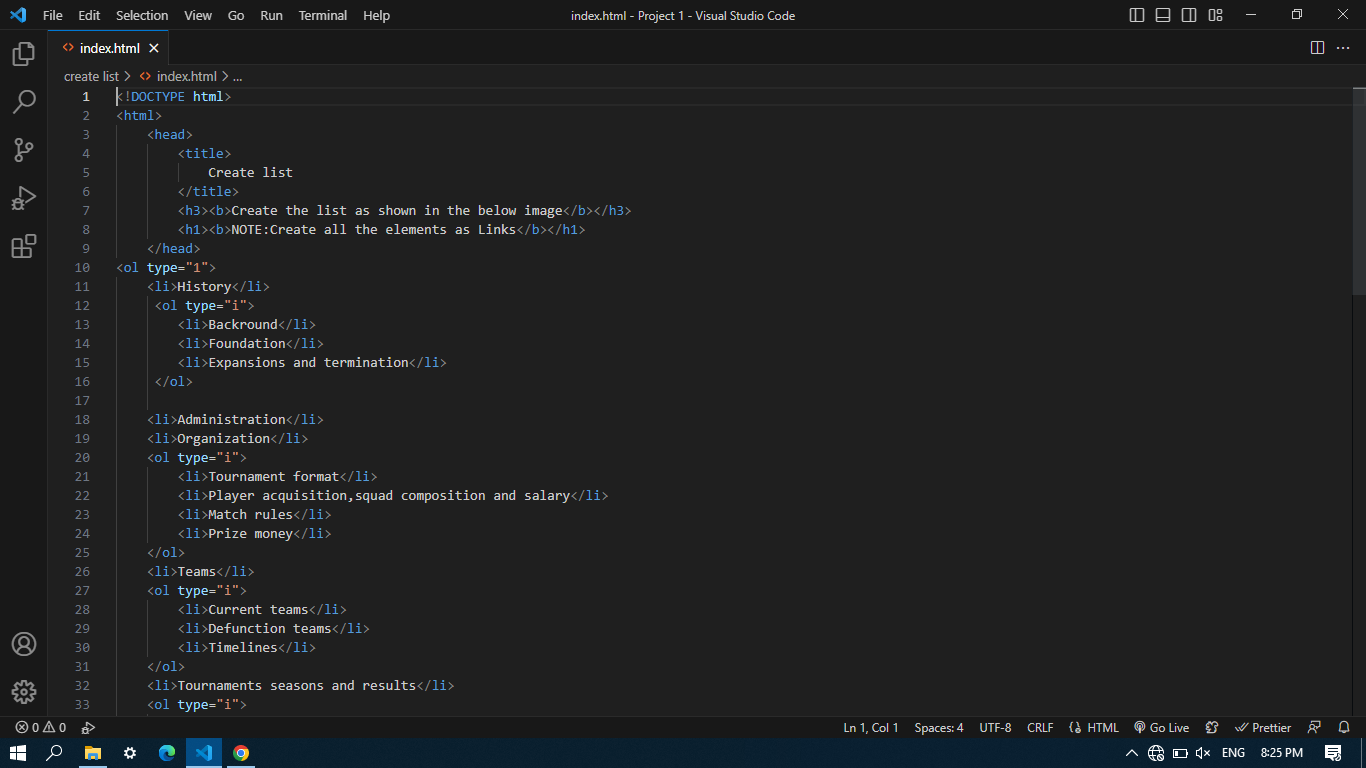 File Edit Selection View Go Run Terminal Help index.html - Project 1 - Visual Studio Code
index.html
create list > index.html > ...
1 <!DOCTYPE html>
2 <html>
3 <head>
4 <title>
5 Create list
6 </title>
7 <h3><b>Create the list as shown in the below image</b></h3>
8 <h1><b>NOTE:Create all the elements as Links</b></h1>
9 </head>
10 <ol type="1">
11 <li>History</li>
12 <ol type="i">
13 <li>Backround</li>
14 <li>Foundation</li>
15 <li>Expansions and termination</li>
16 </ol>
17
18 <li>Administration</li>
19 <li>Organization</li>
20 <ol type="i">
21 <li>Tournament format</li>
22 <li>Player acquisition,squad composition and salary</li>
23 <li>Match rules</li>
24 <li>Prize money</li>
25 </ol>
26 <li>Teams</li>
27 <ol type="i">
28 <li>Current teams</li>
29 <li>Defunction teams</li>
30 <li>Timelines</li>
31 </ol>
32 <li>Tournaments seasons and results</li>
33 <ol type="i">
0 0 Ln 1, Col 1 Spaces: 4 UTF-8 CRLF HTML Go Live Prettier
ENG 8:25 PM